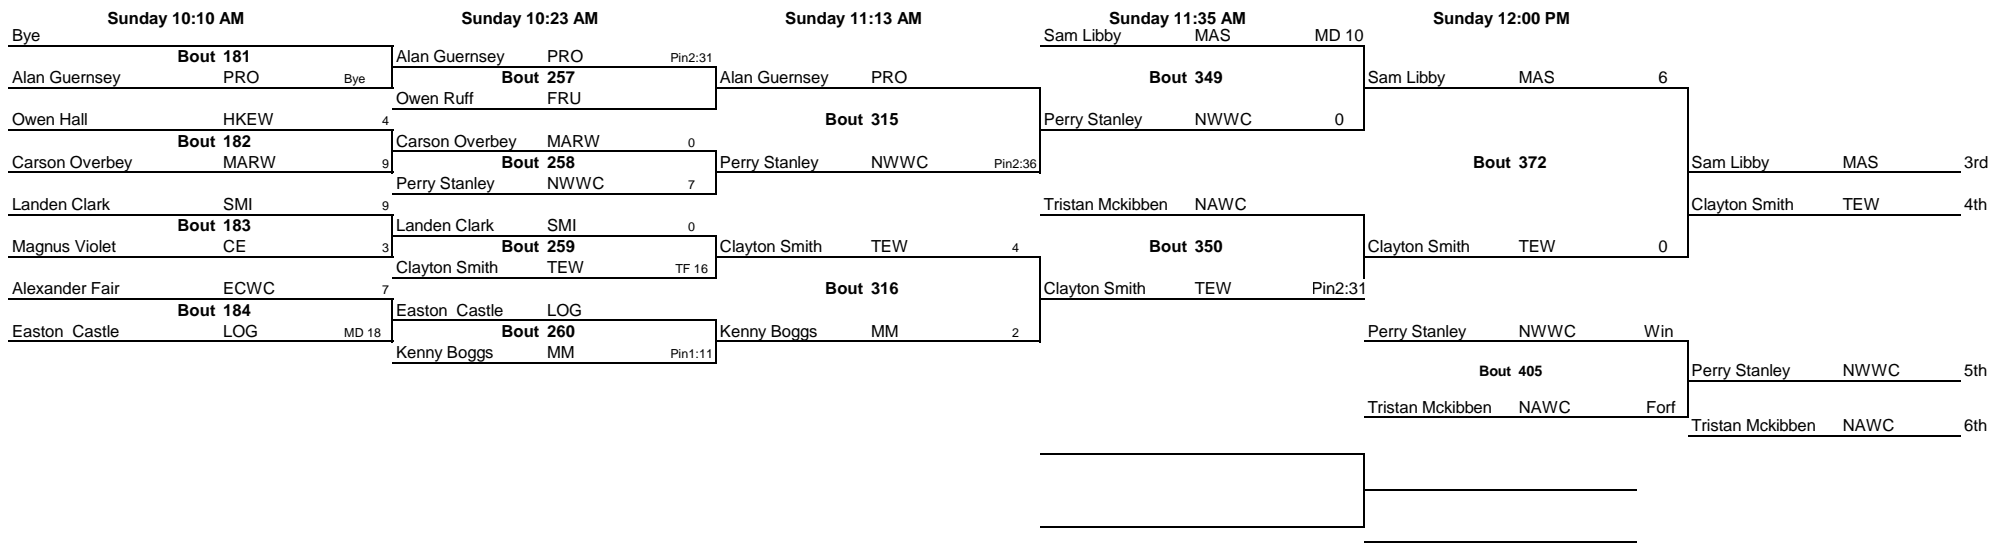 Sunday 10:10 AM Sunday 10:23 AM Sunday 11:13 AM Sunday 11:35 AM Sunday 12:00 PM
Bye Sam Libby MAS MD 10
Bout 181 Alan Guernsey PRO Pin2:31
Alan Guernsey PRO Bye Bout 257 Alan Guernsey PRO Bout 349 Sam Libby MAS 6
Owen Ruff FRU
Owen Hall HKEW 4 Bout 315 Perry Stanley NWWC 0
Bout 182 Carson Overbey MARW 0
Carson Overbey MARW 9 Bout 258 Perry Stanley NWWC Pin2:36 Bout 372 Sam Libby MAS 3rd
Perry Stanley NWWC 7
Landen Clark SMI 9 Tristan Mckibben NAWC Clayton Smith TEW 4th
Bout 183 Landen Clark SMI 0
Magnus Violet CE 3 Bout 259 Clayton Smith TEW 4 Bout 350 Clayton Smith TEW 0
Clayton Smith TEW TF 16
Alexander Fair ECWC 7 Bout 316 Clayton Smith TEW Pin2:31
Bout 184 Easton Castle LOG
Easton Castle LOG MD 18 Bout 260 Kenny Boggs MM 2 Perry Stanley NWWC Win
Kenny Boggs MM Pin1:11
Bout 405 Perry Stanley NWWC 5th
Tristan Mckibben NAWC Forf
Tristan Mckibben NAWC 6th